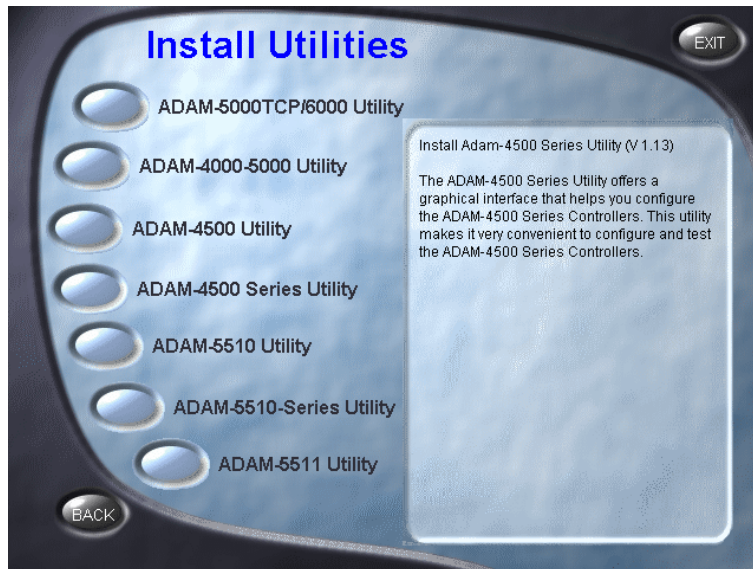 Install Utilities
EXIT
ADAM-5000TCP/6000 Utility
ADAM-4000-5000 Utility
ADAM-4500 Utility
ADAM-4500 Series Utility
ADAM-5510 Utility
ADAM-5510-Series Utility
ADAM-5511 Utility
BACK
Install Adam-4500 Series Utility (V 1.13)
The ADAM-4500 Series Utility offers a
graphical interface that helps you configure
the ADAM-4500 Series Controllers. This utility
makes it very convenient to configure and test
the ADAM-4500 Series Controllers.